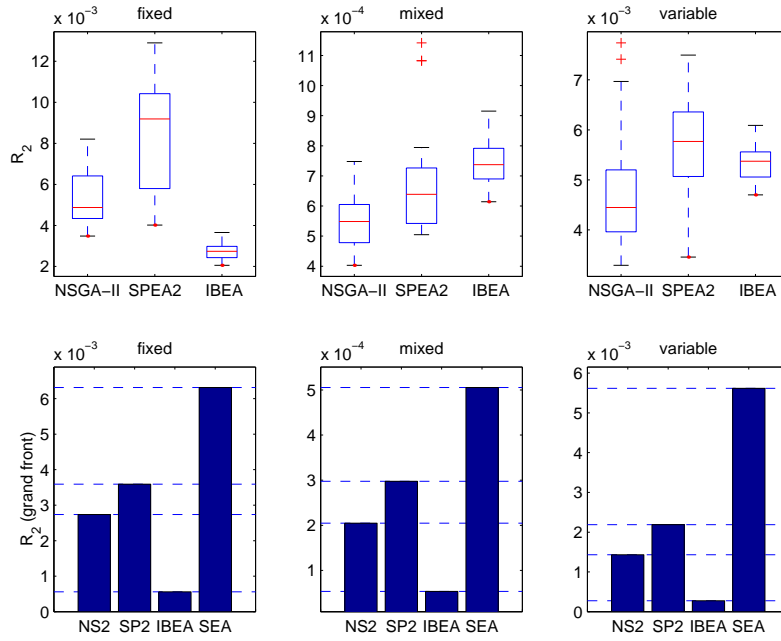 x 10⁻³ fixed
R₂
12
10
8
6
4
2
NSGA−II SPEA2 IBEA
x 10⁻⁴ mixed
11
10
9
8
7
6
5
4
NSGA−II SPEA2 IBEA
x 10⁻³ variable
7
6
5
4
NSGA−II SPEA2 IBEA
x 10⁻³ fixed
R₂ (grand front)
6
5
4
3
2
1
0
NS2 SP2 IBEA SEA
x 10⁻⁴ mixed
5
4
3
2
1
NS2 SP2 IBEA SEA
x 10⁻³ variable
6
5
4
3
2
1
0
NS2 SP2 IBEA SEA